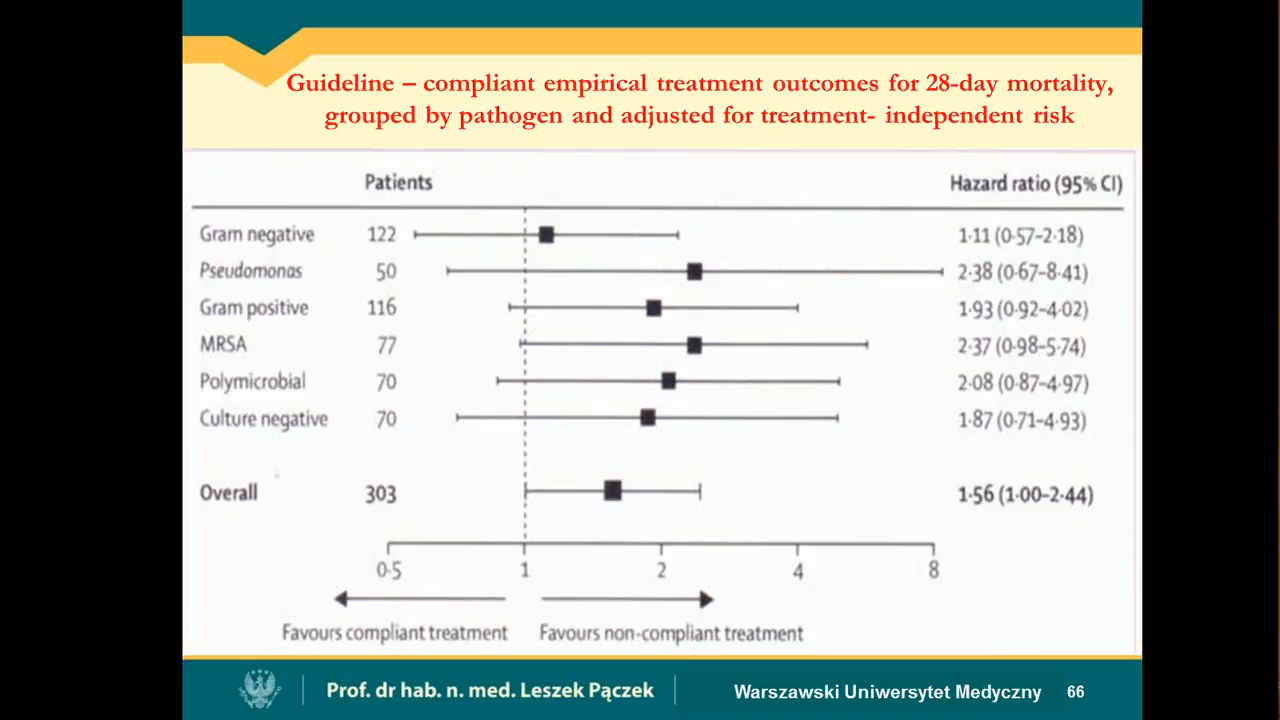 Guideline – compliant empirical treatment outcomes for 28-day mortality,
grouped by pathogen and adjusted for treatment- independent risk
Patients Hazard ratio (95% CI)
Gram negative 122 1·11 (0·57–2·18)
Pseudomonas 50 2·38 (0·67–8·41)
Gram positive 116 1·93 (0·92–4·02)
MRSA 77 2·37 (0·98–5·74)
Polymicrobial 70 2·08 (0·87–4·97)
Culture negative 70 1·87 (0·71–4·93)
Overall 303 1·56 (1·00–2·44)
0·5 1 2 4 8
Favours compliant treatment Favours non-compliant treatment
Prof. dr hab. n. med. Leszek Pączek Warszawski Uniwersytet Medyczny 66